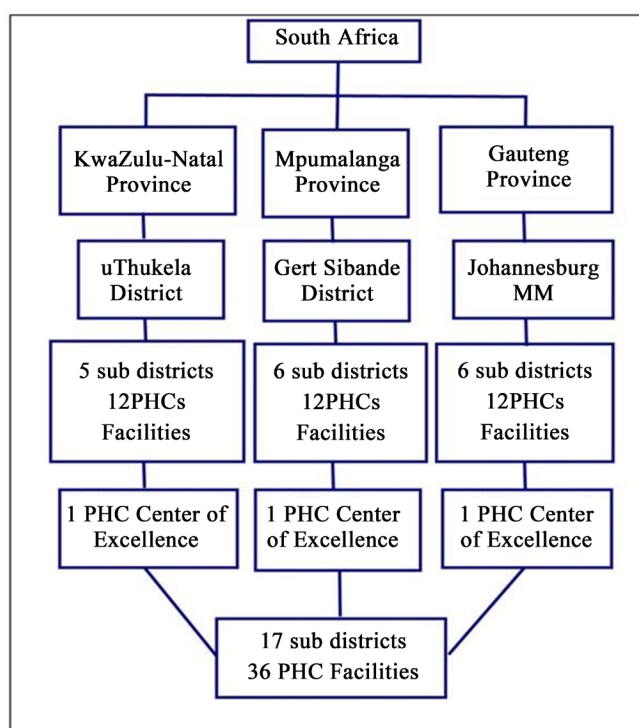 South Africa
KwaZulu-Natal
Province
Mpumalanga
Province
Gauteng
Province
uThukela
District
Gert Sibande
District
Johannesburg
MM
5 sub districts
12PHCs
Facilities
6 sub districts
12PHCs
Facilities
6 sub districts
12PHCs
Facilities
1 PHC Center of
Excellence
1 PHC Center
of Excellence
1 PHC Center
of Excellence
17 sub districts
36 PHC Facilities